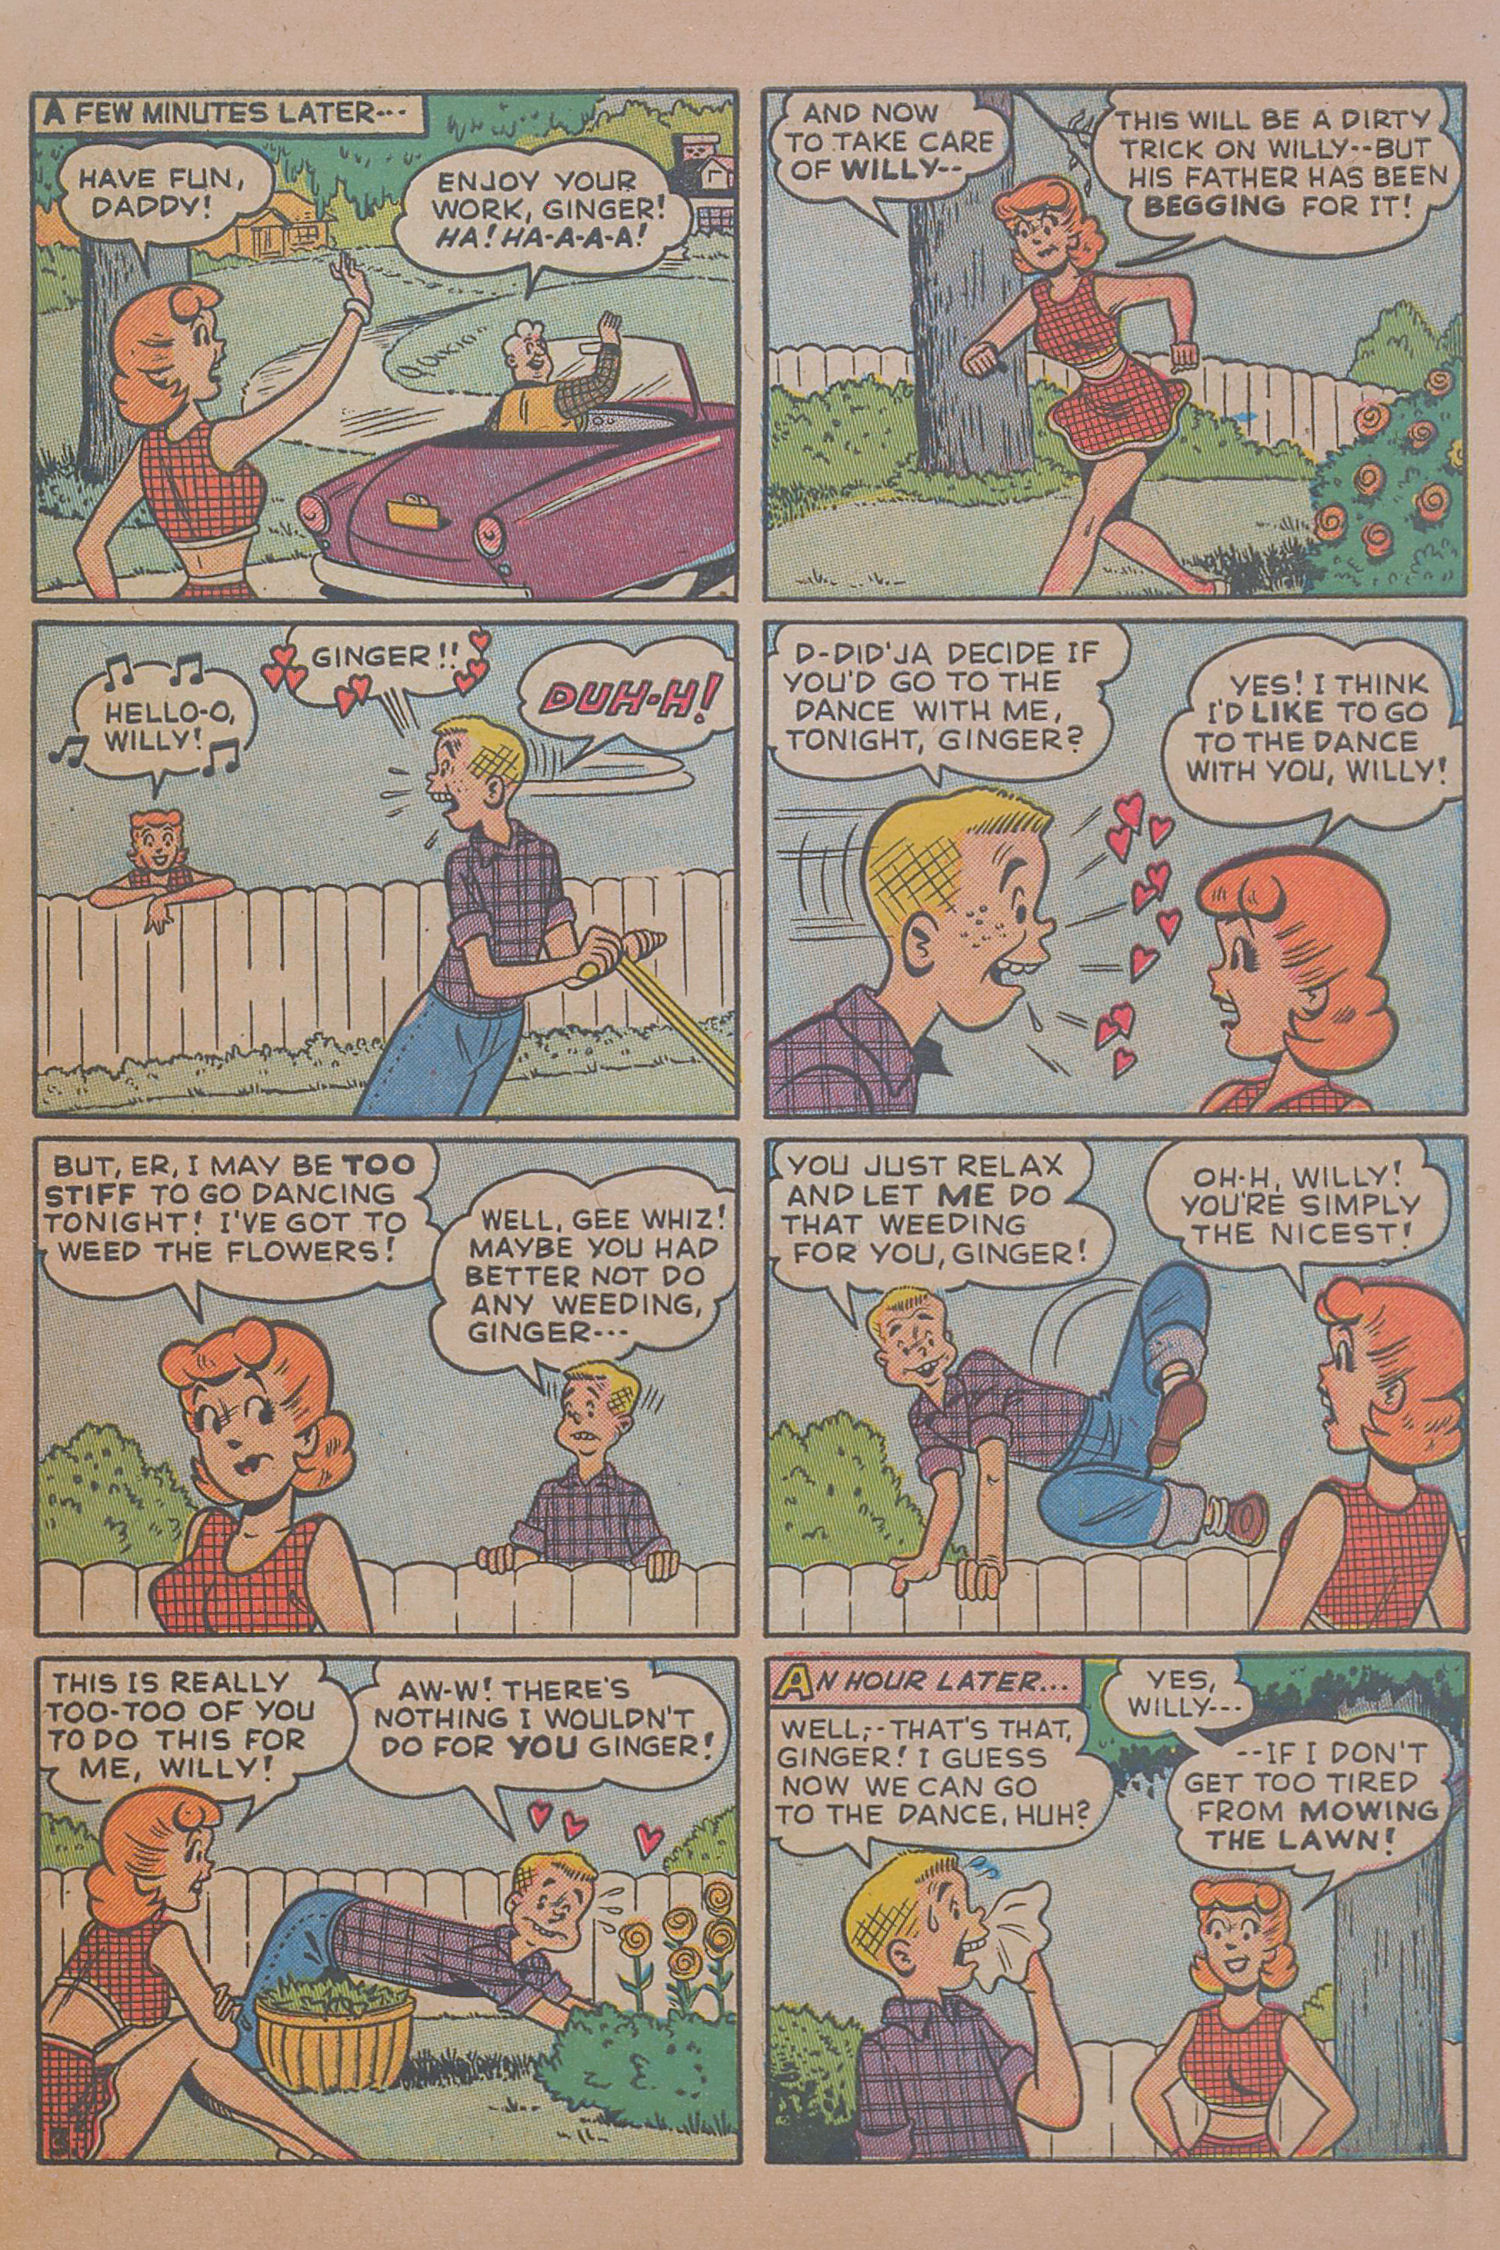 A FEW MINUTES LATER---
HAVE FUN,
DADDY!
ENJOY YOUR
WORK, GINGER!
HA! HA-A-A-A!
AND NOW
TO TAKE CARE
OF WILLY--
THIS WILL BE A DIRTY
TRICK ON WILLY--BUT
HIS FATHER HAS BEEN
BEGGING FOR IT!
HELLO-O,
WILLY!
GINGER!!
DUH-H!
D-DID'JA DECIDE IF
YOU'D GO TO THE
DANCE WITH ME,
TONIGHT, GINGER?
YES! I THINK
I'D LIKE TO GO
TO THE DANCE
WITH YOU, WILLY!
BUT, ER, I MAY BE TOO
STIFF TO GO DANCING
TONIGHT! I'VE GOT TO
WEED THE FLOWERS!
WELL, GEE WHIZ!
MAYBE YOU HAD
BETTER NOT DO
ANY WEEDING,
GINGER---
YOU JUST RELAX
AND LET ME DO
THAT WEEDING
FOR YOU, GINGER!
OH-H, WILLY!
YOU'RE SIMPLY
THE NICEST!
THIS IS REALLY
TOO-TOO OF YOU
TO DO THIS FOR
ME, WILLY!
AW-W! THERE'S
NOTHING I WOULDN'T
DO FOR YOU GINGER!
AN HOUR LATER...
WELL,--THAT'S THAT,
GINGER! I GUESS
NOW WE CAN GO
TO THE DANCE, HUH?
YES,
WILLY---
--IF I DON'T
GET TOO TIRED
FROM MOWING
THE LAWN!